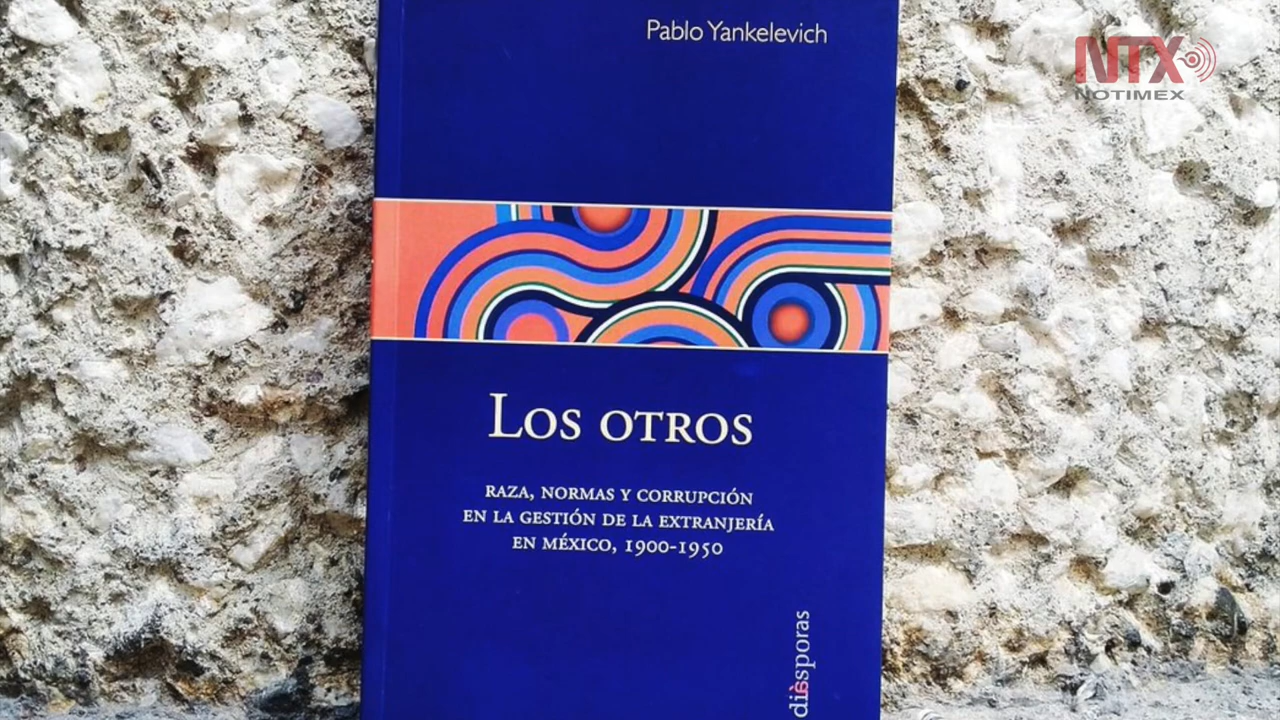 Pablo Yankelevich
NTX
NOTIMEX
Los otros
raza, normas y corrupción
en la gestión de la extranjería
en méxico, 1900-1950
diásporas